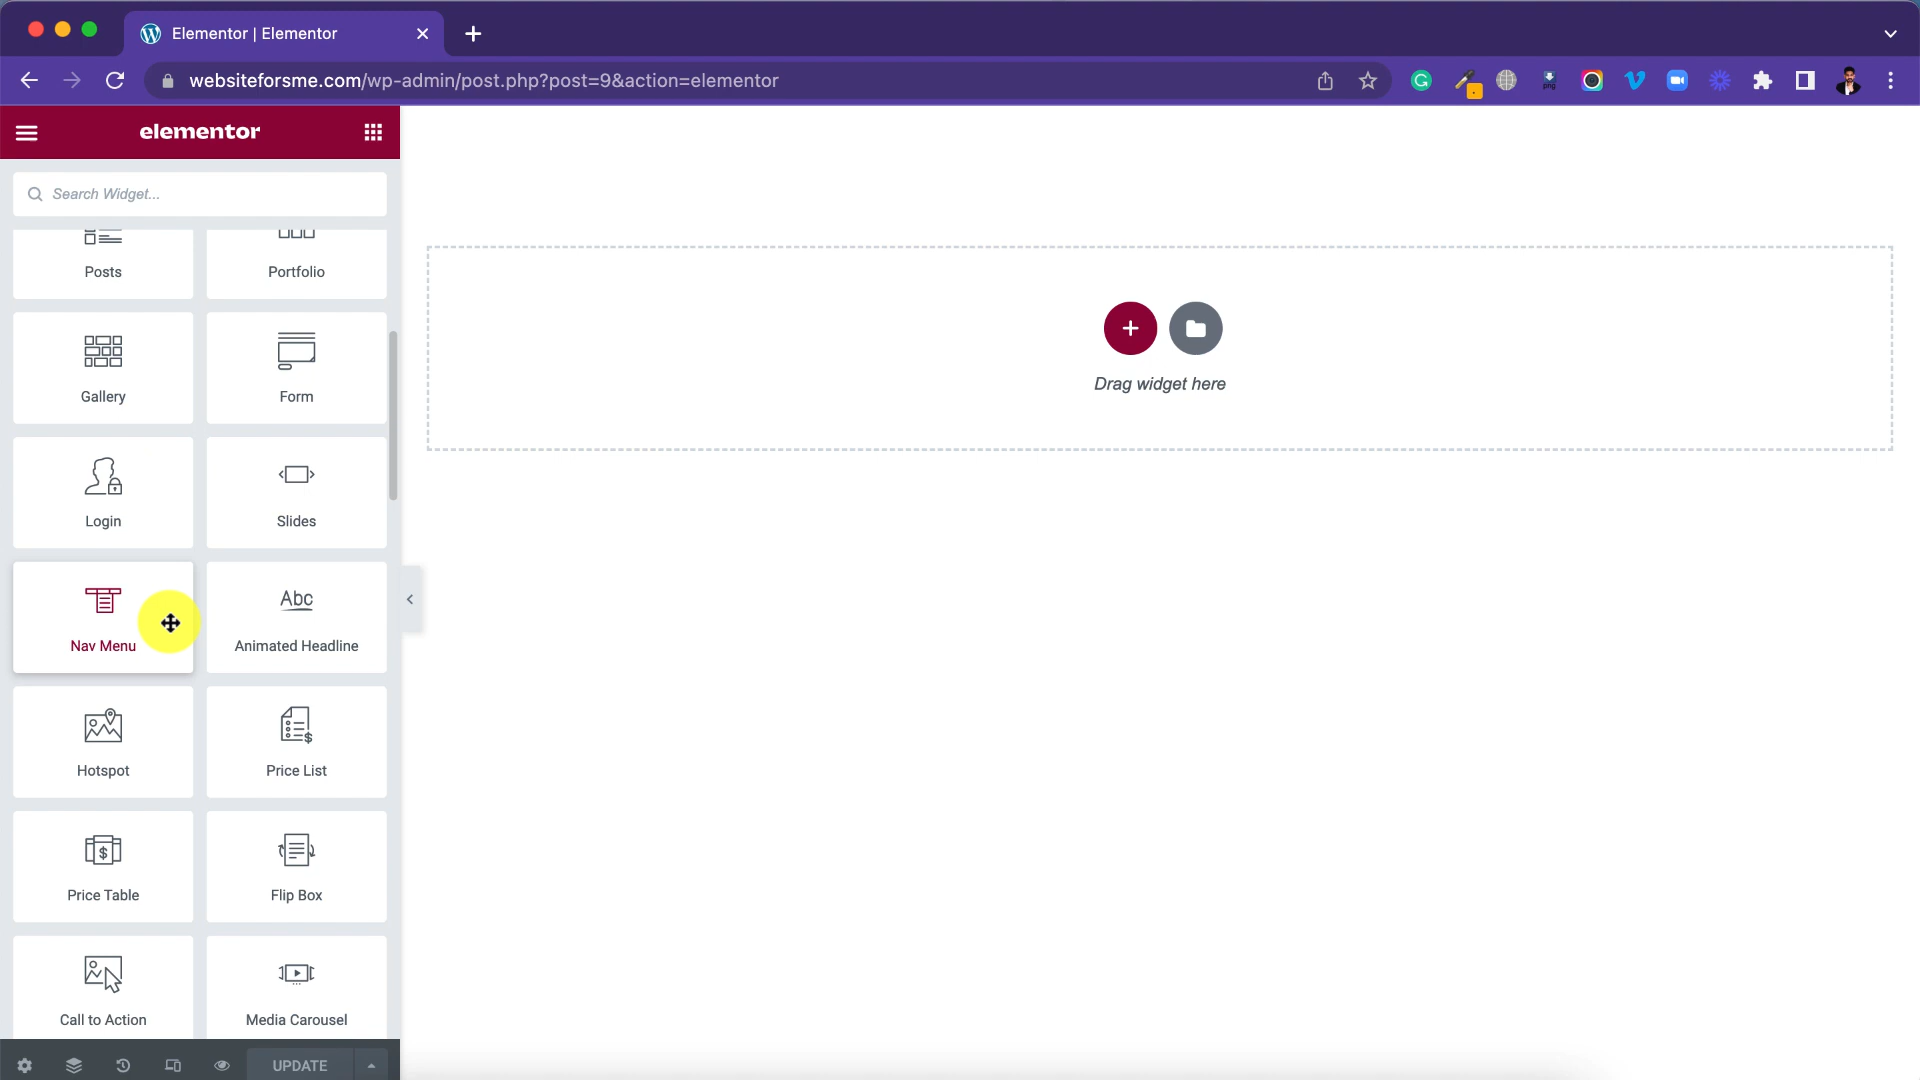 Elementor | Elementor
websiteforsme.com/wp-admin/post.php?post=9&action=elementor
elementor
Search Widget...
Posts
Portfolio
Gallery
Form
Login
Slides
Abc
Nav Menu
Animated Headline
Hotspot
Price List
Price Table
Flip Box
Call to Action
Media Carousel
UPDATE
Drag widget here